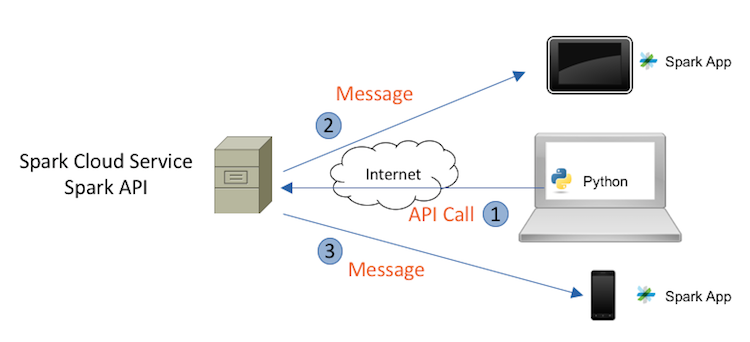 Spark App
Message
2
Spark Cloud Service
Spark API
Internet
Python
API Call 1
3
Message
Spark App